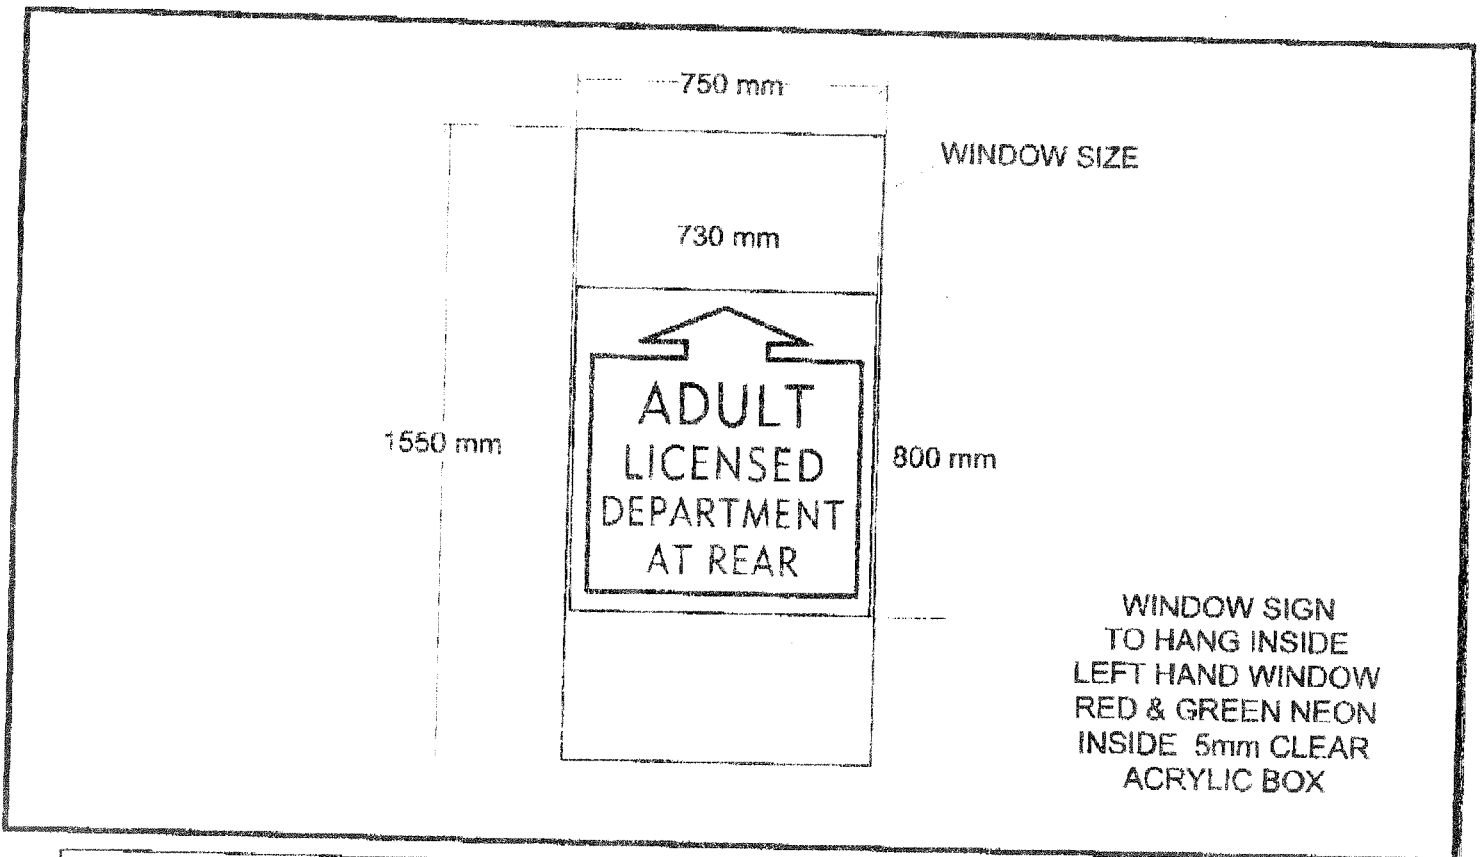 750 mm
WINDOW SIZE
730 mm
1550 mm
800 mm
ADULT
LICENSED
DEPARTMENT
AT REAR
WINDOW SIGN
TO HANG INSIDE
LEFT HAND WINDOW
RED & GREEN NEON
INSIDE 5mm CLEAR
ACRYLIC BOX